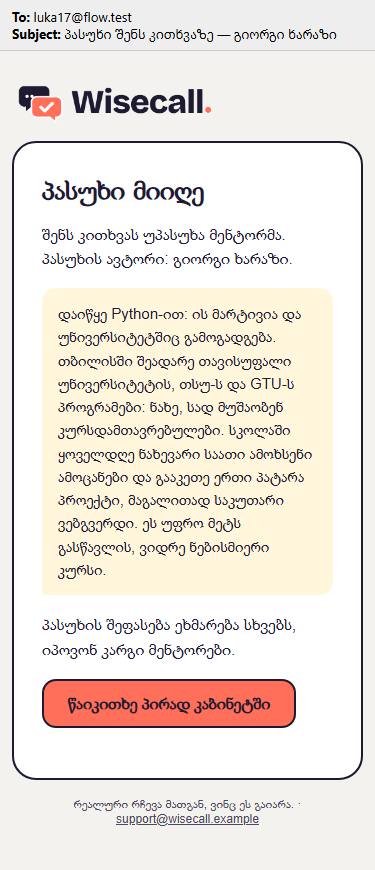 To: luka17@flow.test
Subject: პასუხი შენს კითხვაზე — გიორგი ხარაზი
Wisecall.
პასუხი მიიღე
შენს კითხვას უპასუხა მენტორმა.
პასუხის ავტორი: გიორგი ხარაზი.
დაიწყე Python-ით: ის მარტივია და
უნივერსიტეტშიც გამოგადგება.
თბილისში შეადარე თავისუფალი
უნივერსიტეტის, თსუ-ს და GTU-ს
პროგრამები: ნახე, სად მუშაობენ
კურსდამთავრებულები. სკოლაში
ყოველდღე ნახევარი საათი ამოხსენი
ამოცანები და გააკეთე ერთი პატარა
პროექტი, მაგალითად საკუთარი
ვებგვერდი. ეს უფრო მეტს
გასწავლის, ვიდრე ნებისმიერი
კურსი.
პასუხის შეფასება ეხმარება სხვებს,
იპოვონ კარგი მენტორები.
წაიკითხე პირად კაბინეტში
რეალური რჩევა მათგან, ვინც ეს გაიარა. ·
support@wisecall.example